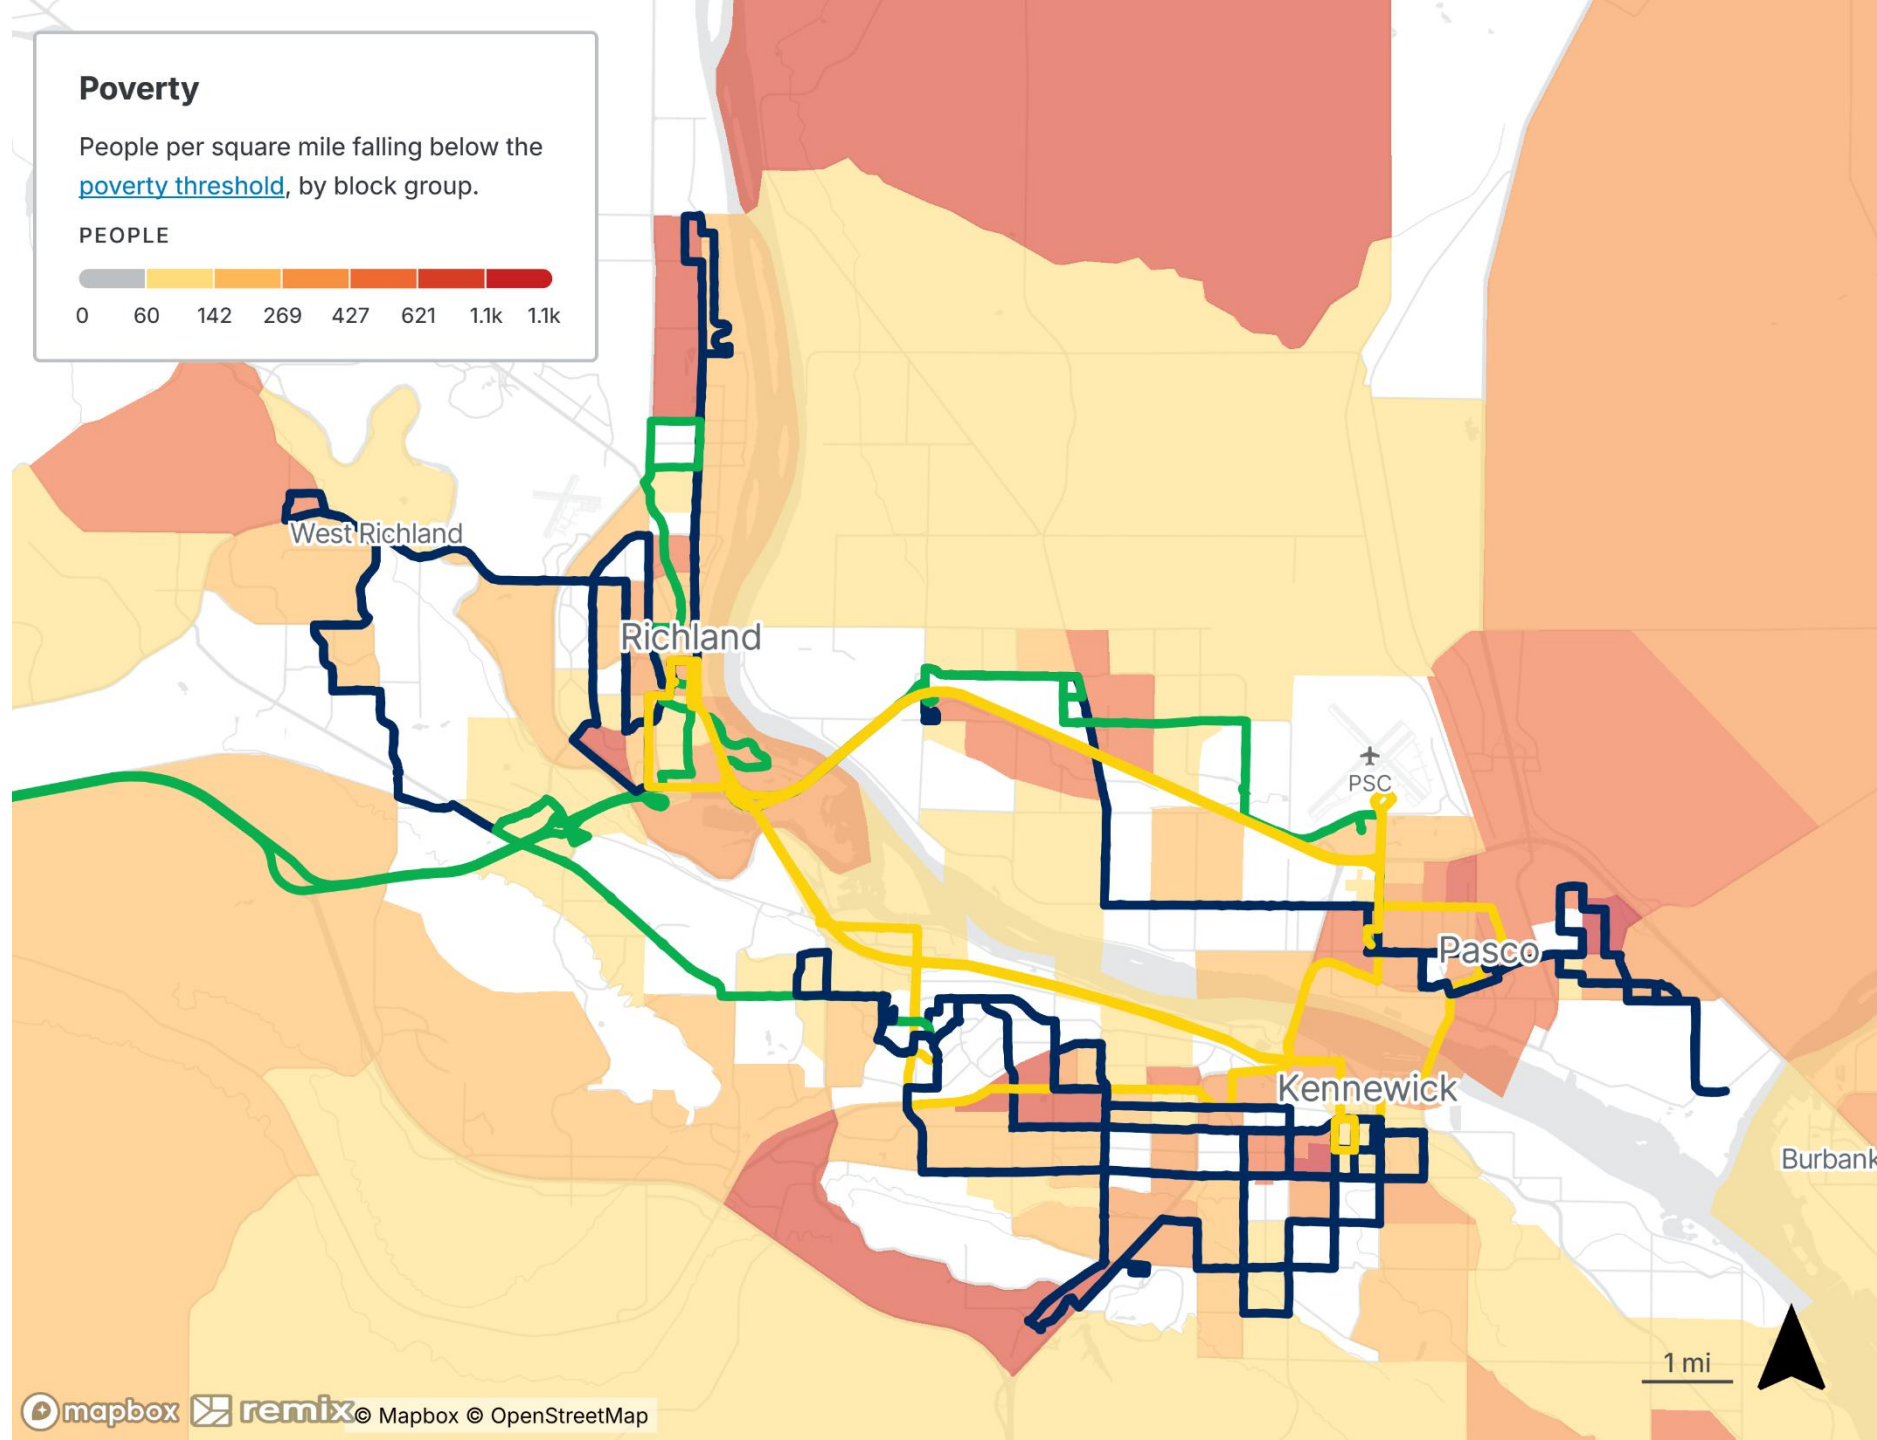 Poverty
People per square mile falling below the
poverty threshold, by block group.
PEOPLE
0 60 142 269 427 621 1.1k 1.1k
West Richland
Richland
PSC
Pasco
Kennewick
Burbank
1 mi
mapbox remix © Mapbox © OpenStreetMap